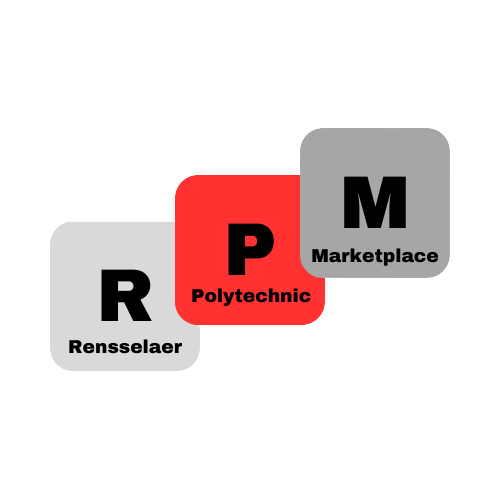 R
Rensselaer
P
Polytechnic
M
Marketplace